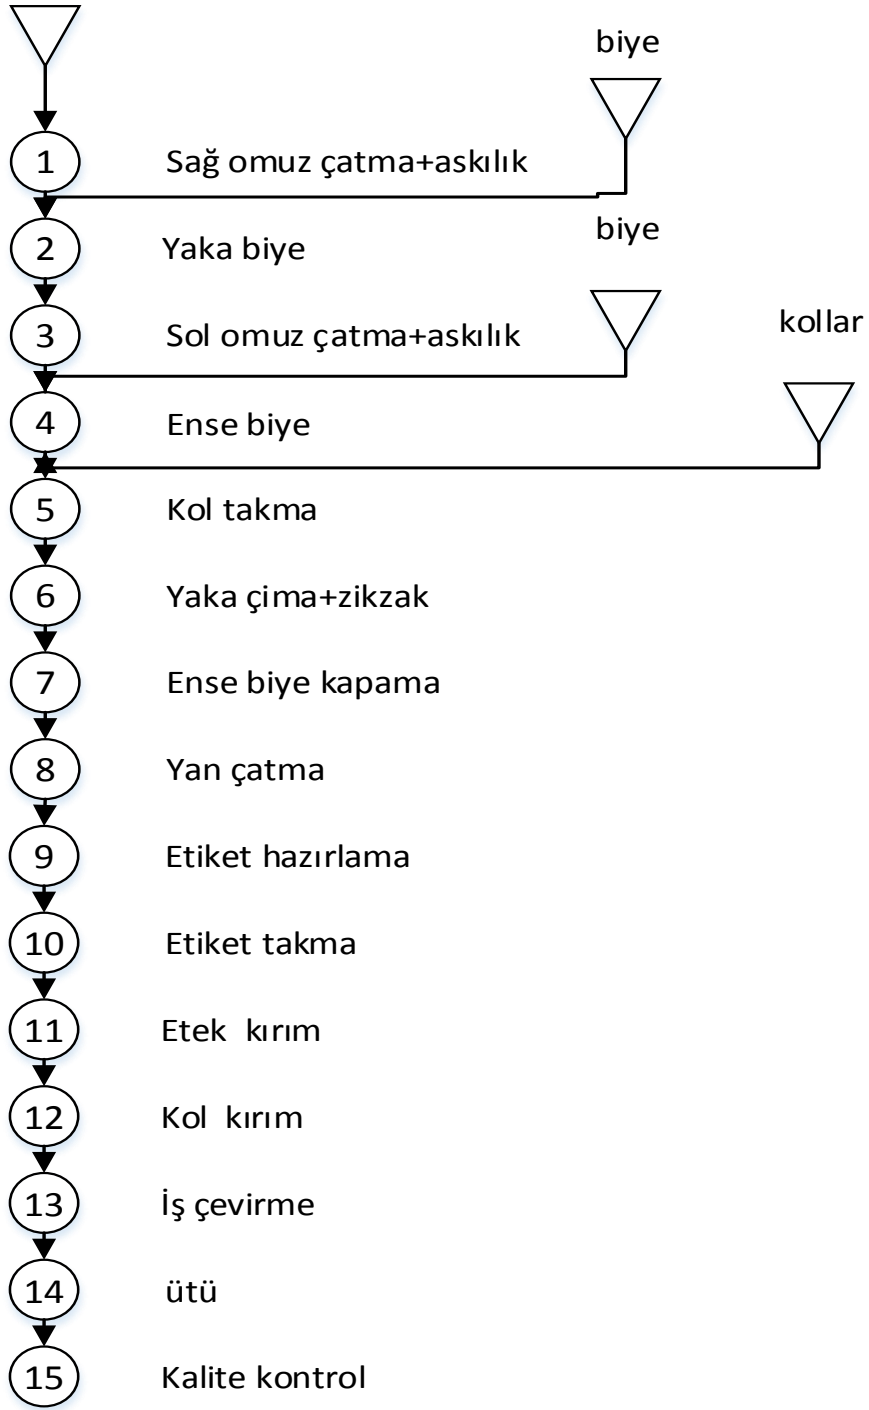 biye
1 Sağ omuz çatma+askılık
2 Yaka biye
biye
3 Sol omuz çatma+askılık
kollar
4 Ense biye
5 Kol takma
6 Yaka çima+zikzak
7 Ense biye kapama
8 Yan çatma
9 Etiket hazırlama
10 Etiket takma
11 Etek kırım
12 Kol kırım
13 İş çevirme
14 ütü
15 Kalite kontrol